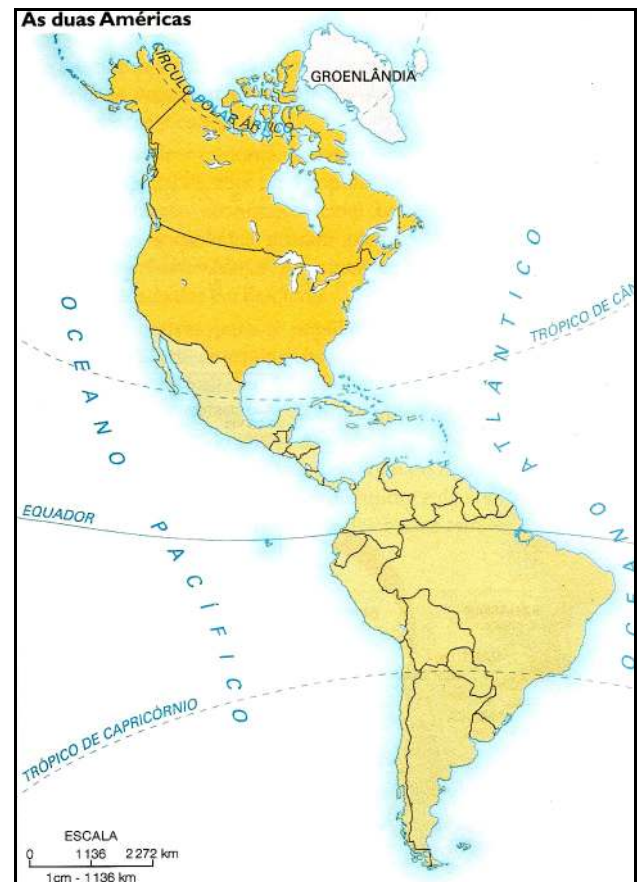 As duas Américas
GROENLÂNDIA
CÍRCULO POLAR ÁRTICO
OCEANO ATLÂNTICO
TRÓPICO DE CÂN
OCEANO PACÍFICO
EQUADOR
TRÓPICO DE CAPRICÓRNIO
ESCALA
0 1136 2272 km
1cm - 1136 km